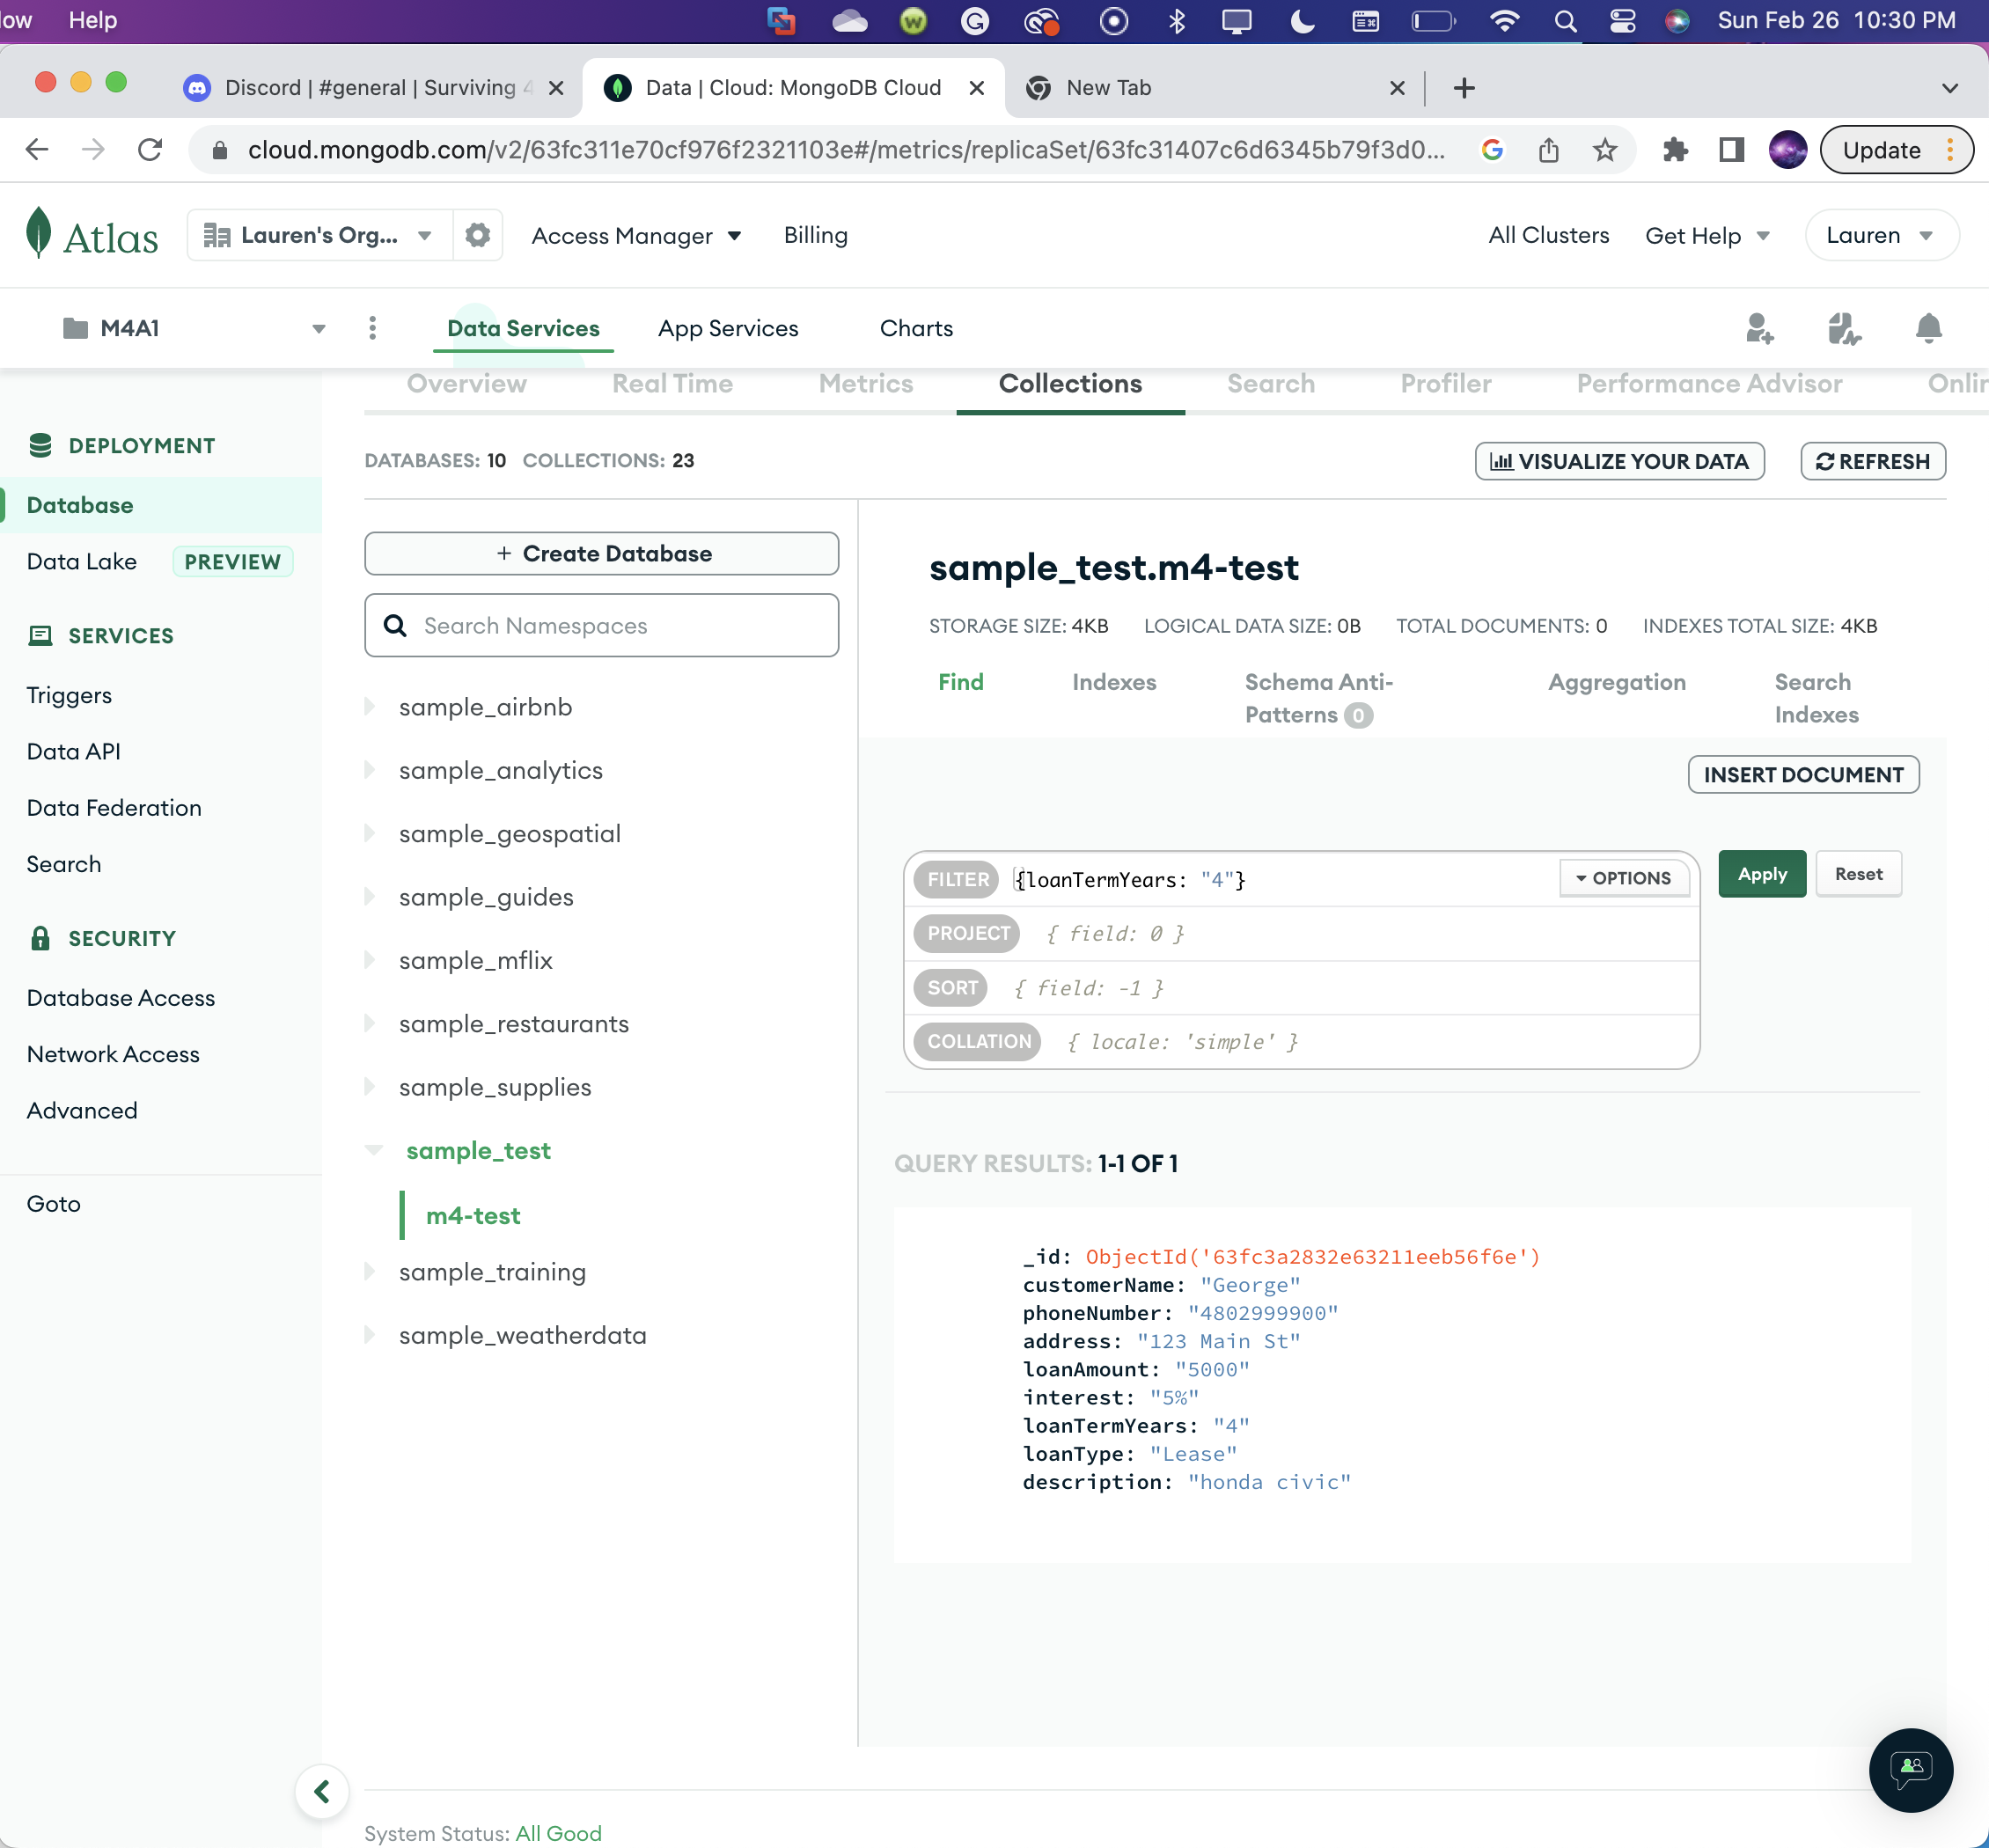 low Help Sun Feb 26 10:30 PM
Discord | #general | Surviving 4 Data | Cloud: MongoDB Cloud New Tab
cloud.mongodb.com/v2/63fc311e70cf976f2321103e#/metrics/replicaSet/63fc31407c6d6345b79f3d0... Update
Atlas Lauren's Org... Access Manager Billing All Clusters Get Help Lauren
M4A1 Data Services App Services Charts
Overview Real Time Metrics Collections Search Profiler Performance Advisor Onlin
DEPLOYMENT
Database
Data Lake PREVIEW
SERVICES
Triggers
Data API
Data Federation
Search
SECURITY
Database Access
Network Access
Advanced
Goto
DATABASES: 10 COLLECTIONS: 23
VISUALIZE YOUR DATA REFRESH
+ Create Database
Search Namespaces
sample_airbnb
sample_analytics
sample_geospatial
sample_guides
sample_mflix
sample_restaurants
sample_supplies
sample_test
m4-test
sample_training
sample_weatherdata
sample_test.m4-test
STORAGE SIZE: 4KB LOGICAL DATA SIZE: 0B TOTAL DOCUMENTS: 0 INDEXES TOTAL SIZE: 4KB
Find Indexes Schema Anti-Patterns 0 Aggregation Search Indexes
INSERT DOCUMENT
FILTER {loanTermYears: "4"} OPTIONS Apply Reset
PROJECT { field: 0 }
SORT { field: -1 }
COLLATION { locale: 'simple' }
QUERY RESULTS: 1-1 OF 1
_id: ObjectId('63fc3a2832e63211eeb56f6e')
customerName: "George"
phoneNumber: "4802999900"
address: "123 Main St"
loanAmount: "5000"
interest: "5%"
loanTermYears: "4"
loanType: "Lease"
description: "honda civic"
System Status: All Good